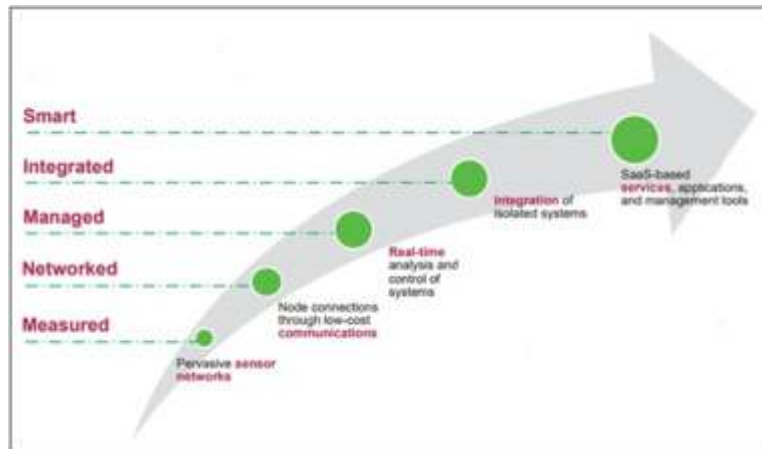 Smart
SaaS-based
services, applications,
and management tools
Integrated
Integration of
isolated systems
Managed
Real-time
analysis and
control of
systems
Networked
Node connections
through low-cost
communications
Measured
Pervasive sensor
networks